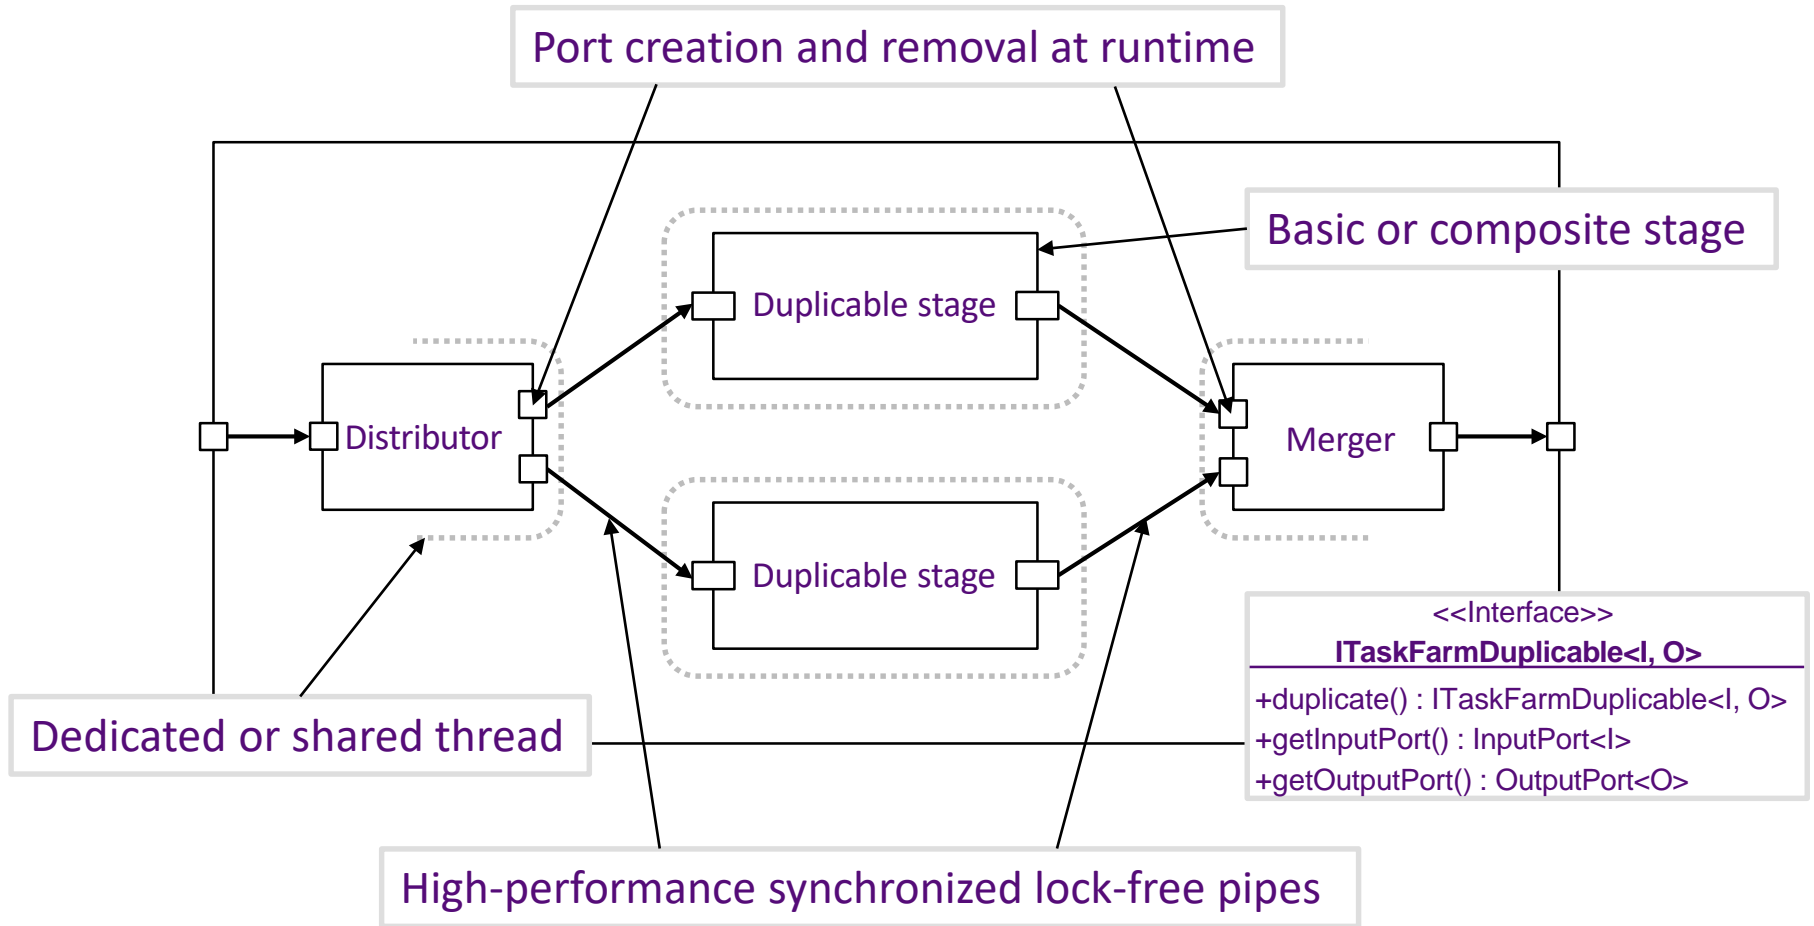 Port creation and removal at runtime
Basic or composite stage
Duplicable stage
Distributor
Merger
Duplicable stage
<<Interface>>
ITaskFarmDuplicable<I, O>
+duplicate() : ITaskFarmDuplicable<I, O>
+getInputPort() : InputPort<I>
+getOutputPort() : OutputPort<O>
Dedicated or shared thread
High-performance synchronized lock-free pipes